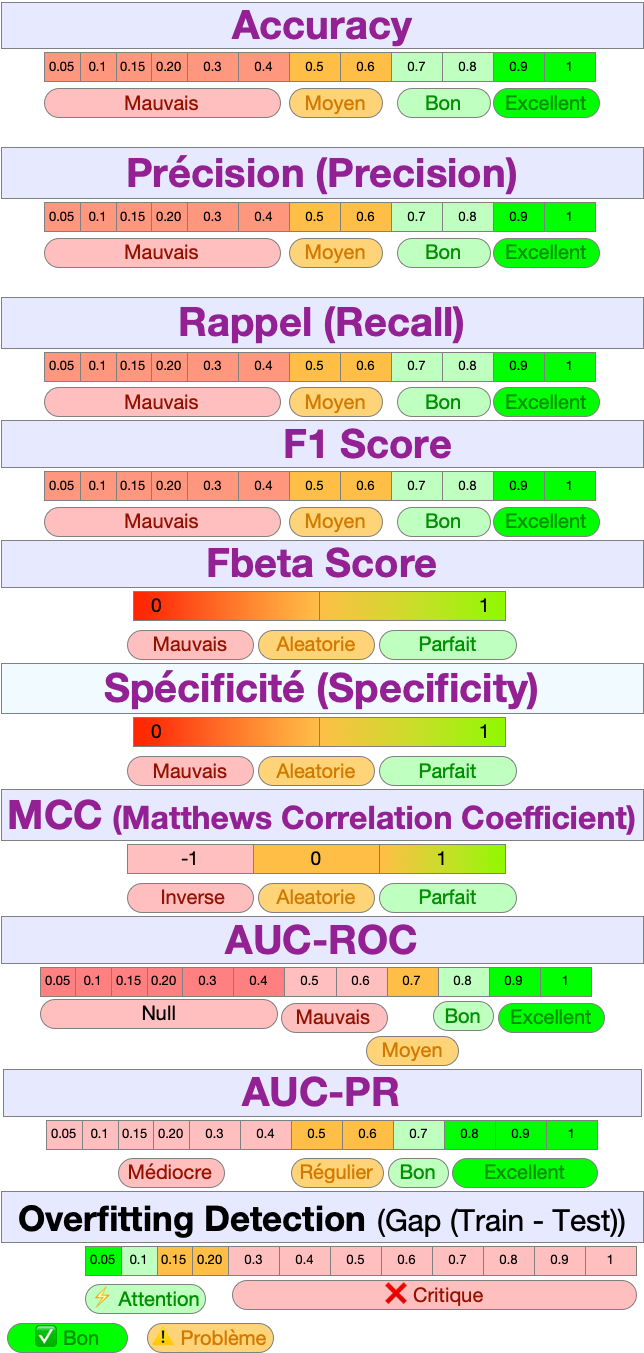 Accuracy
0.05 0.1 0.15 0.20 0.3 0.4 0.5 0.6 0.7 0.8 0.9 1
Mauvais Moyen Bon Excellent
Précision (Precision)
0.05 0.1 0.15 0.20 0.3 0.4 0.5 0.6 0.7 0.8 0.9 1
Mauvais Moyen Bon Excellent
Rappel (Recall)
0.05 0.1 0.15 0.20 0.3 0.4 0.5 0.6 0.7 0.8 0.9 1
Mauvais Moyen Bon Excellent
F1 Score
0.05 0.1 0.15 0.20 0.3 0.4 0.5 0.6 0.7 0.8 0.9 1
Mauvais Moyen Bon Excellent
Fbeta Score
0 1
Mauvais Aleatorie Parfait
Spécificité (Specificity)
0 1
Mauvais Aleatorie Parfait
MCC (Matthews Correlation Coefficient)
-1 0 1
Inverse Aleatorie Parfait
AUC-ROC
0.05 0.1 0.15 0.20 0.3 0.4 0.5 0.6 0.7 0.8 0.9 1
Null Mauvais Bon Excellent
Moyen
AUC-PR
0.05 0.1 0.15 0.20 0.3 0.4 0.5 0.6 0.7 0.8 0.9 1
Médiocre Régulier Bon Excellent
Overfitting Detection (Gap (Train - Test))
0.05 0.1 0.15 0.20 0.3 0.4 0.5 0.6 0.7 0.8 0.9 1
⚡ Attention ❌ Critique
✅ Bon ⚠️ Problème